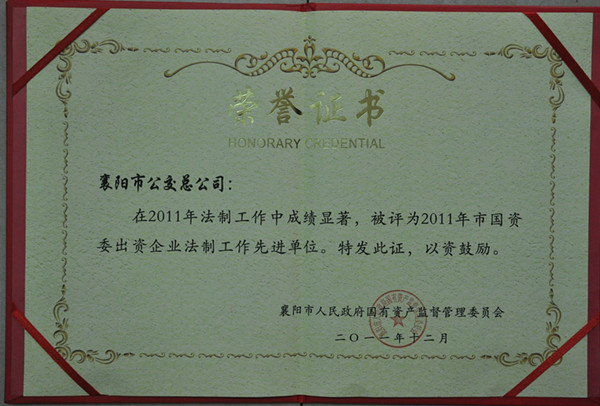 荣誉证书
HONORARY CREDENTIAL
襄阳市公交总公司：
在2011年法制工作中成绩显著，被评为2011年市国资
委出资企业法制工作先进单位。特发此证，以资鼓励。
襄阳市人民政府国有资产监督管理委员会
二〇一一年十二月